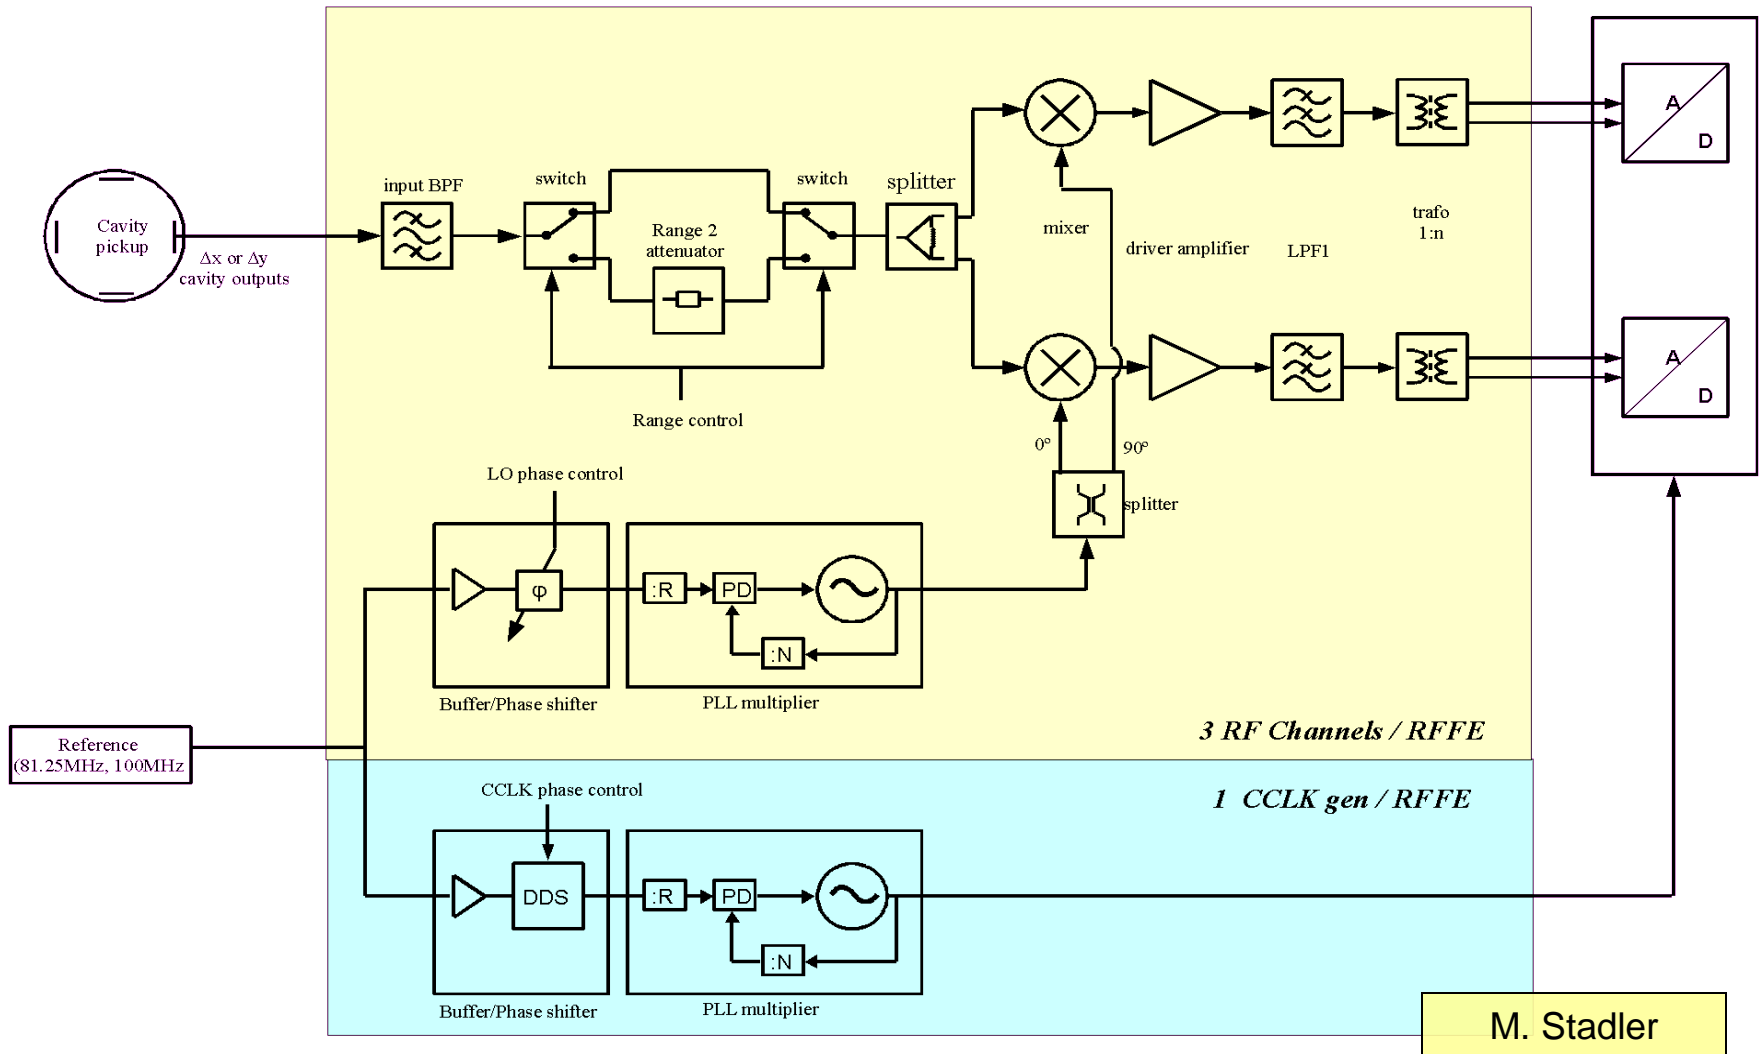 A
D
input BPF
switch
switch
splitter
Cavity
pickup
Range 2
attenuator
mixer
trafo
1:n
driver amplifier
LPF1
Δx or Δy
cavity outputs
A
D
Range control
0°
90°
LO phase control
splitter
φ
:R
PD
:N
Buffer/Phase shifter
PLL multiplier
3 RF Channels / RFFE
Reference
(81.25MHz, 100MHz
CCLK phase control
1 CCLK gen / RFFE
DDS
:R
PD
:N
Buffer/Phase shifter
PLL multiplier
M. Stadler